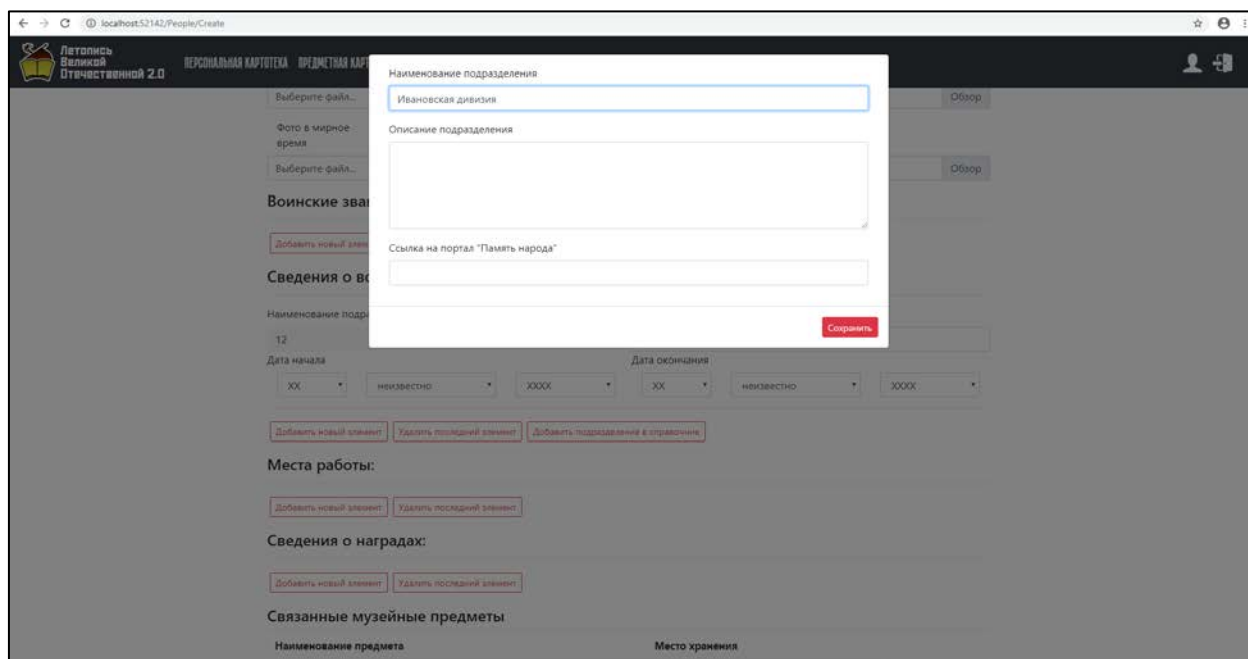 localhost:52142/People/Create
Летопись
Великой
Отечественной 2.0
ПЕРСОНАЛЬНАЯ КАРТОТЕКА ПРЕДМЕТНАЯ КАРТ
Наименование подразделения
Ивановская дивизия
Выберите файл... Обзор
Фото в мирное
время
Описание подразделения
Выберите файл... Обзор
Воинские зва
Добавить новый элем
Ссылка на портал "Память народа"
Сведения о во
Наименование подра
Сохранить
12
Дата начала Дата окончания
XX неизвестно XXXX XX неизвестно XXXX
Добавить новый элемент Удалить последний элемент Добавить подразделение в справочник
Места работы:
Добавить новый элемент Удалить последний элемент
Сведения о наградах:
Добавить новый элемент Удалить последний элемент
Связанные музейные предметы
Наименование предмета Место хранения